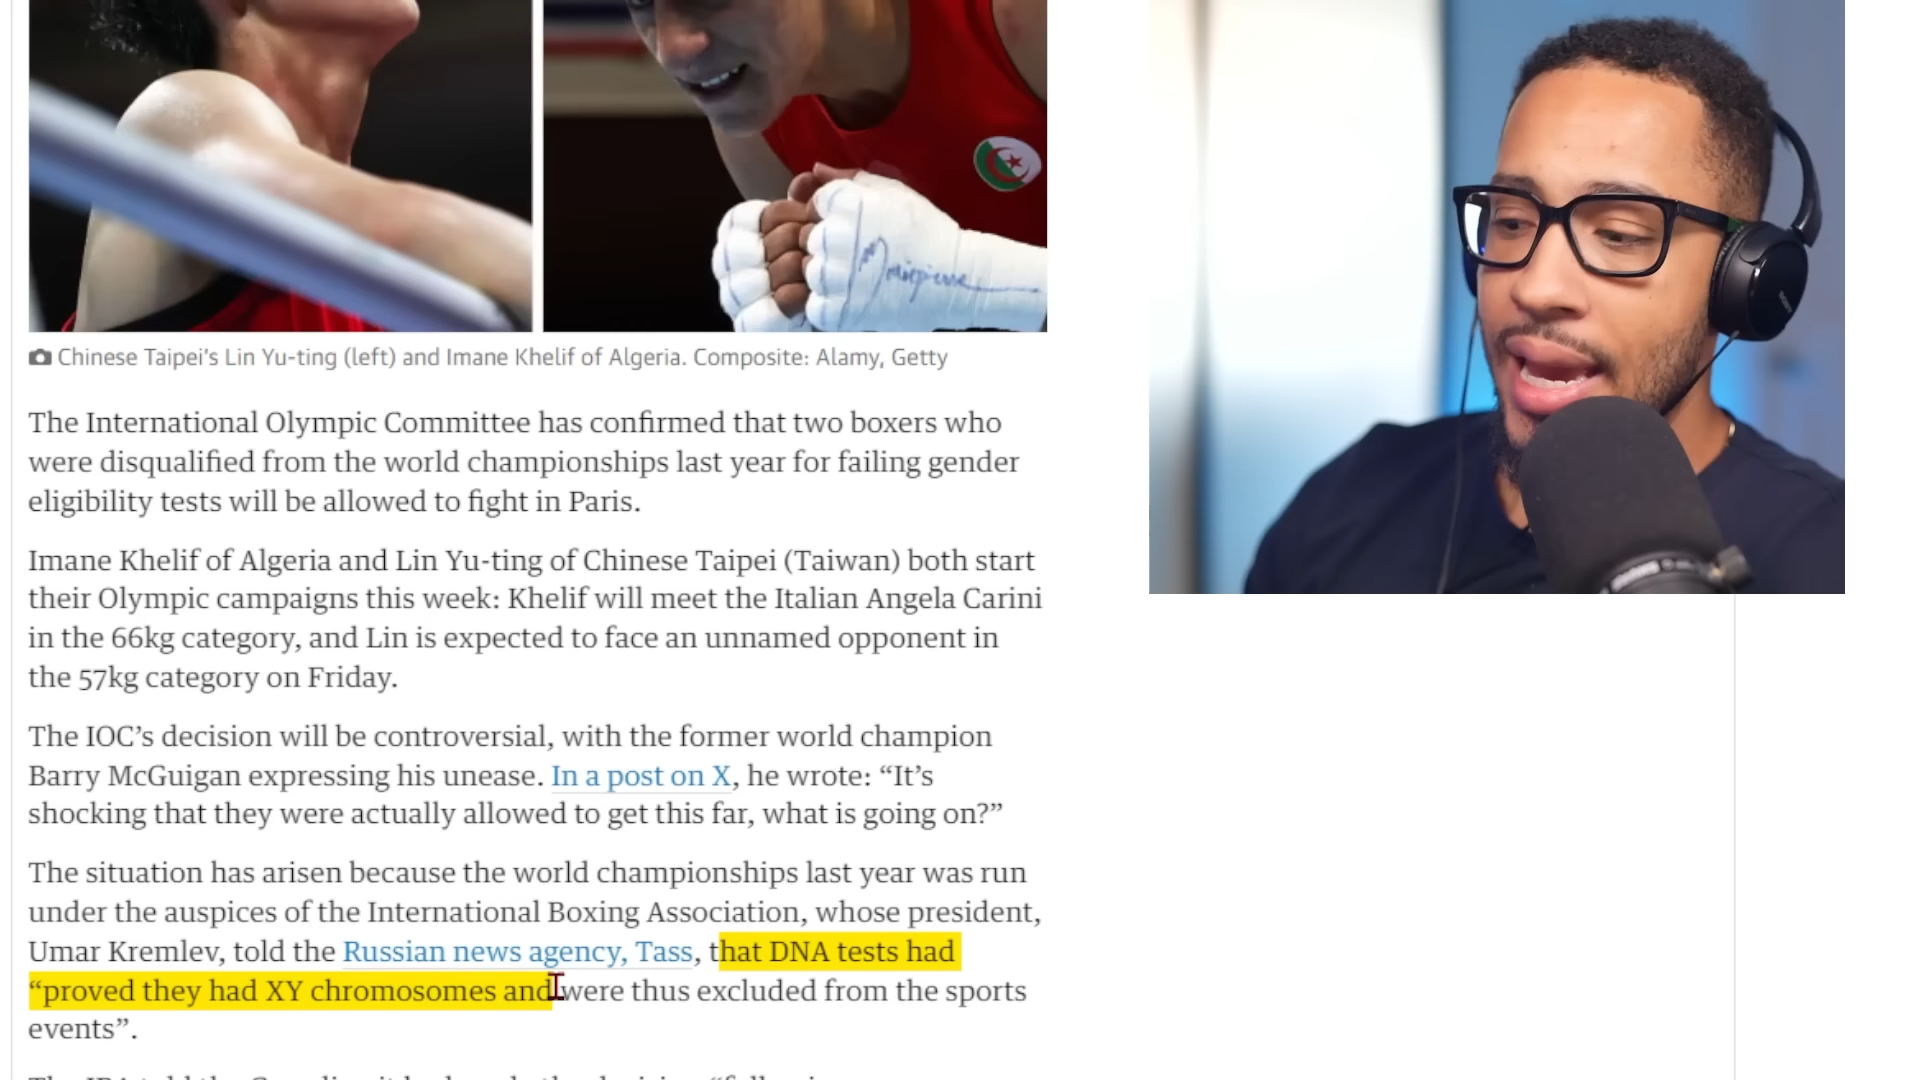 Chinese Taipei's Lin Yu-ting (left) and Imane Khelif of Algeria. Composite: Alamy, Getty
The International Olympic Committee has confirmed that two boxers who
were disqualified from the world championships last year for failing gender
eligibility tests will be allowed to fight in Paris.
Imane Khelif of Algeria and Lin Yu-ting of Chinese Taipei (Taiwan) both start
their Olympic campaigns this week: Khelif will meet the Italian Angela Carini
in the 66kg category, and Lin is expected to face an unnamed opponent in
the 57kg category on Friday.
The IOC's decision will be controversial, with the former world champion
Barry McGuigan expressing his unease. In a post on X, he wrote: “It's
shocking that they were actually allowed to get this far, what is going on?”
The situation has arisen because the world championships last year was run
under the auspices of the International Boxing Association, whose president,
Umar Kremlev, told the Russian news agency, Tass, that DNA tests had
“proved they had XY chromosomes and were thus excluded from the sports
events”.